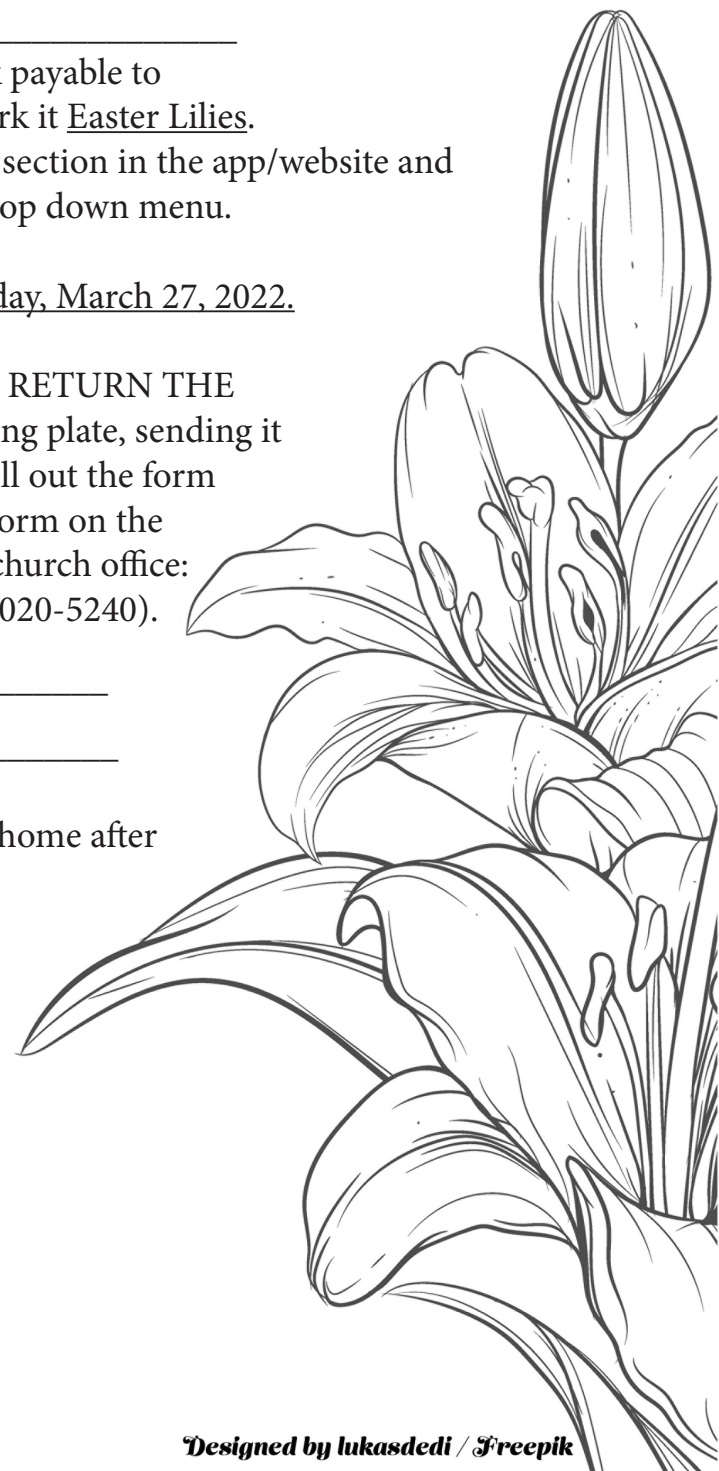 payable to
rk it Easter Lilies.
section in the app/website and
op down menu.
day, March 27, 2022.
RETURN THE
ng plate, sending it
ll out the form
orm on the
church office:
020-5240).
home after
Designed by lukasdedi / Freepik